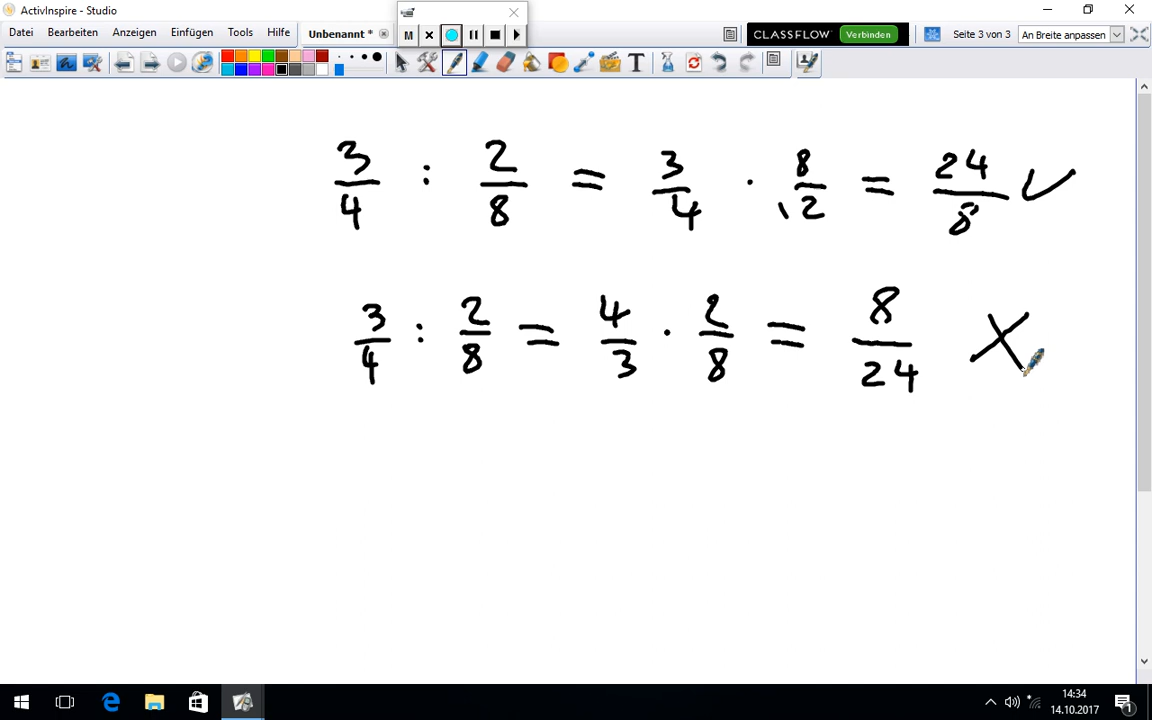 ActivInspire - Studio
Datei Bearbeiten Anzeigen Einfügen Tools Hilfe Unbenannt * CLASSFLOW Verbinden Seite 3 von 3 An Breite anpassen
M
T
3/4 : 2/8 = 3/4 · 8/2 = 24/8 ✓
3/4 : 2/8 = 4/3 · 2/8 = 8/24 X
14:34
14.10.2017
1